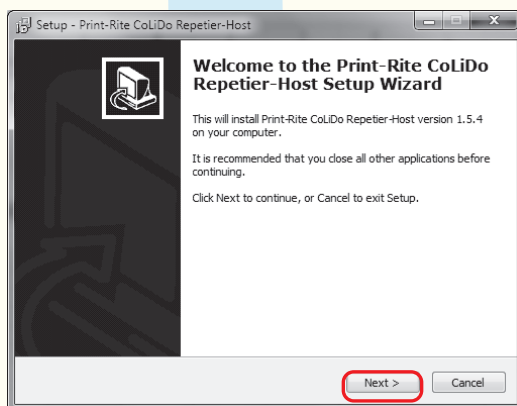 Setup - Print-Rite CoLiDo Repetier-Host
Welcome to the Print-Rite CoLiDo
Repetier-Host Setup Wizard
This will install Print-Rite CoLiDo Repetier-Host version 1.5.4
on your computer.
It is recommended that you close all other applications before
continuing.
Click Next to continue, or Cancel to exit Setup.
Next >
Cancel